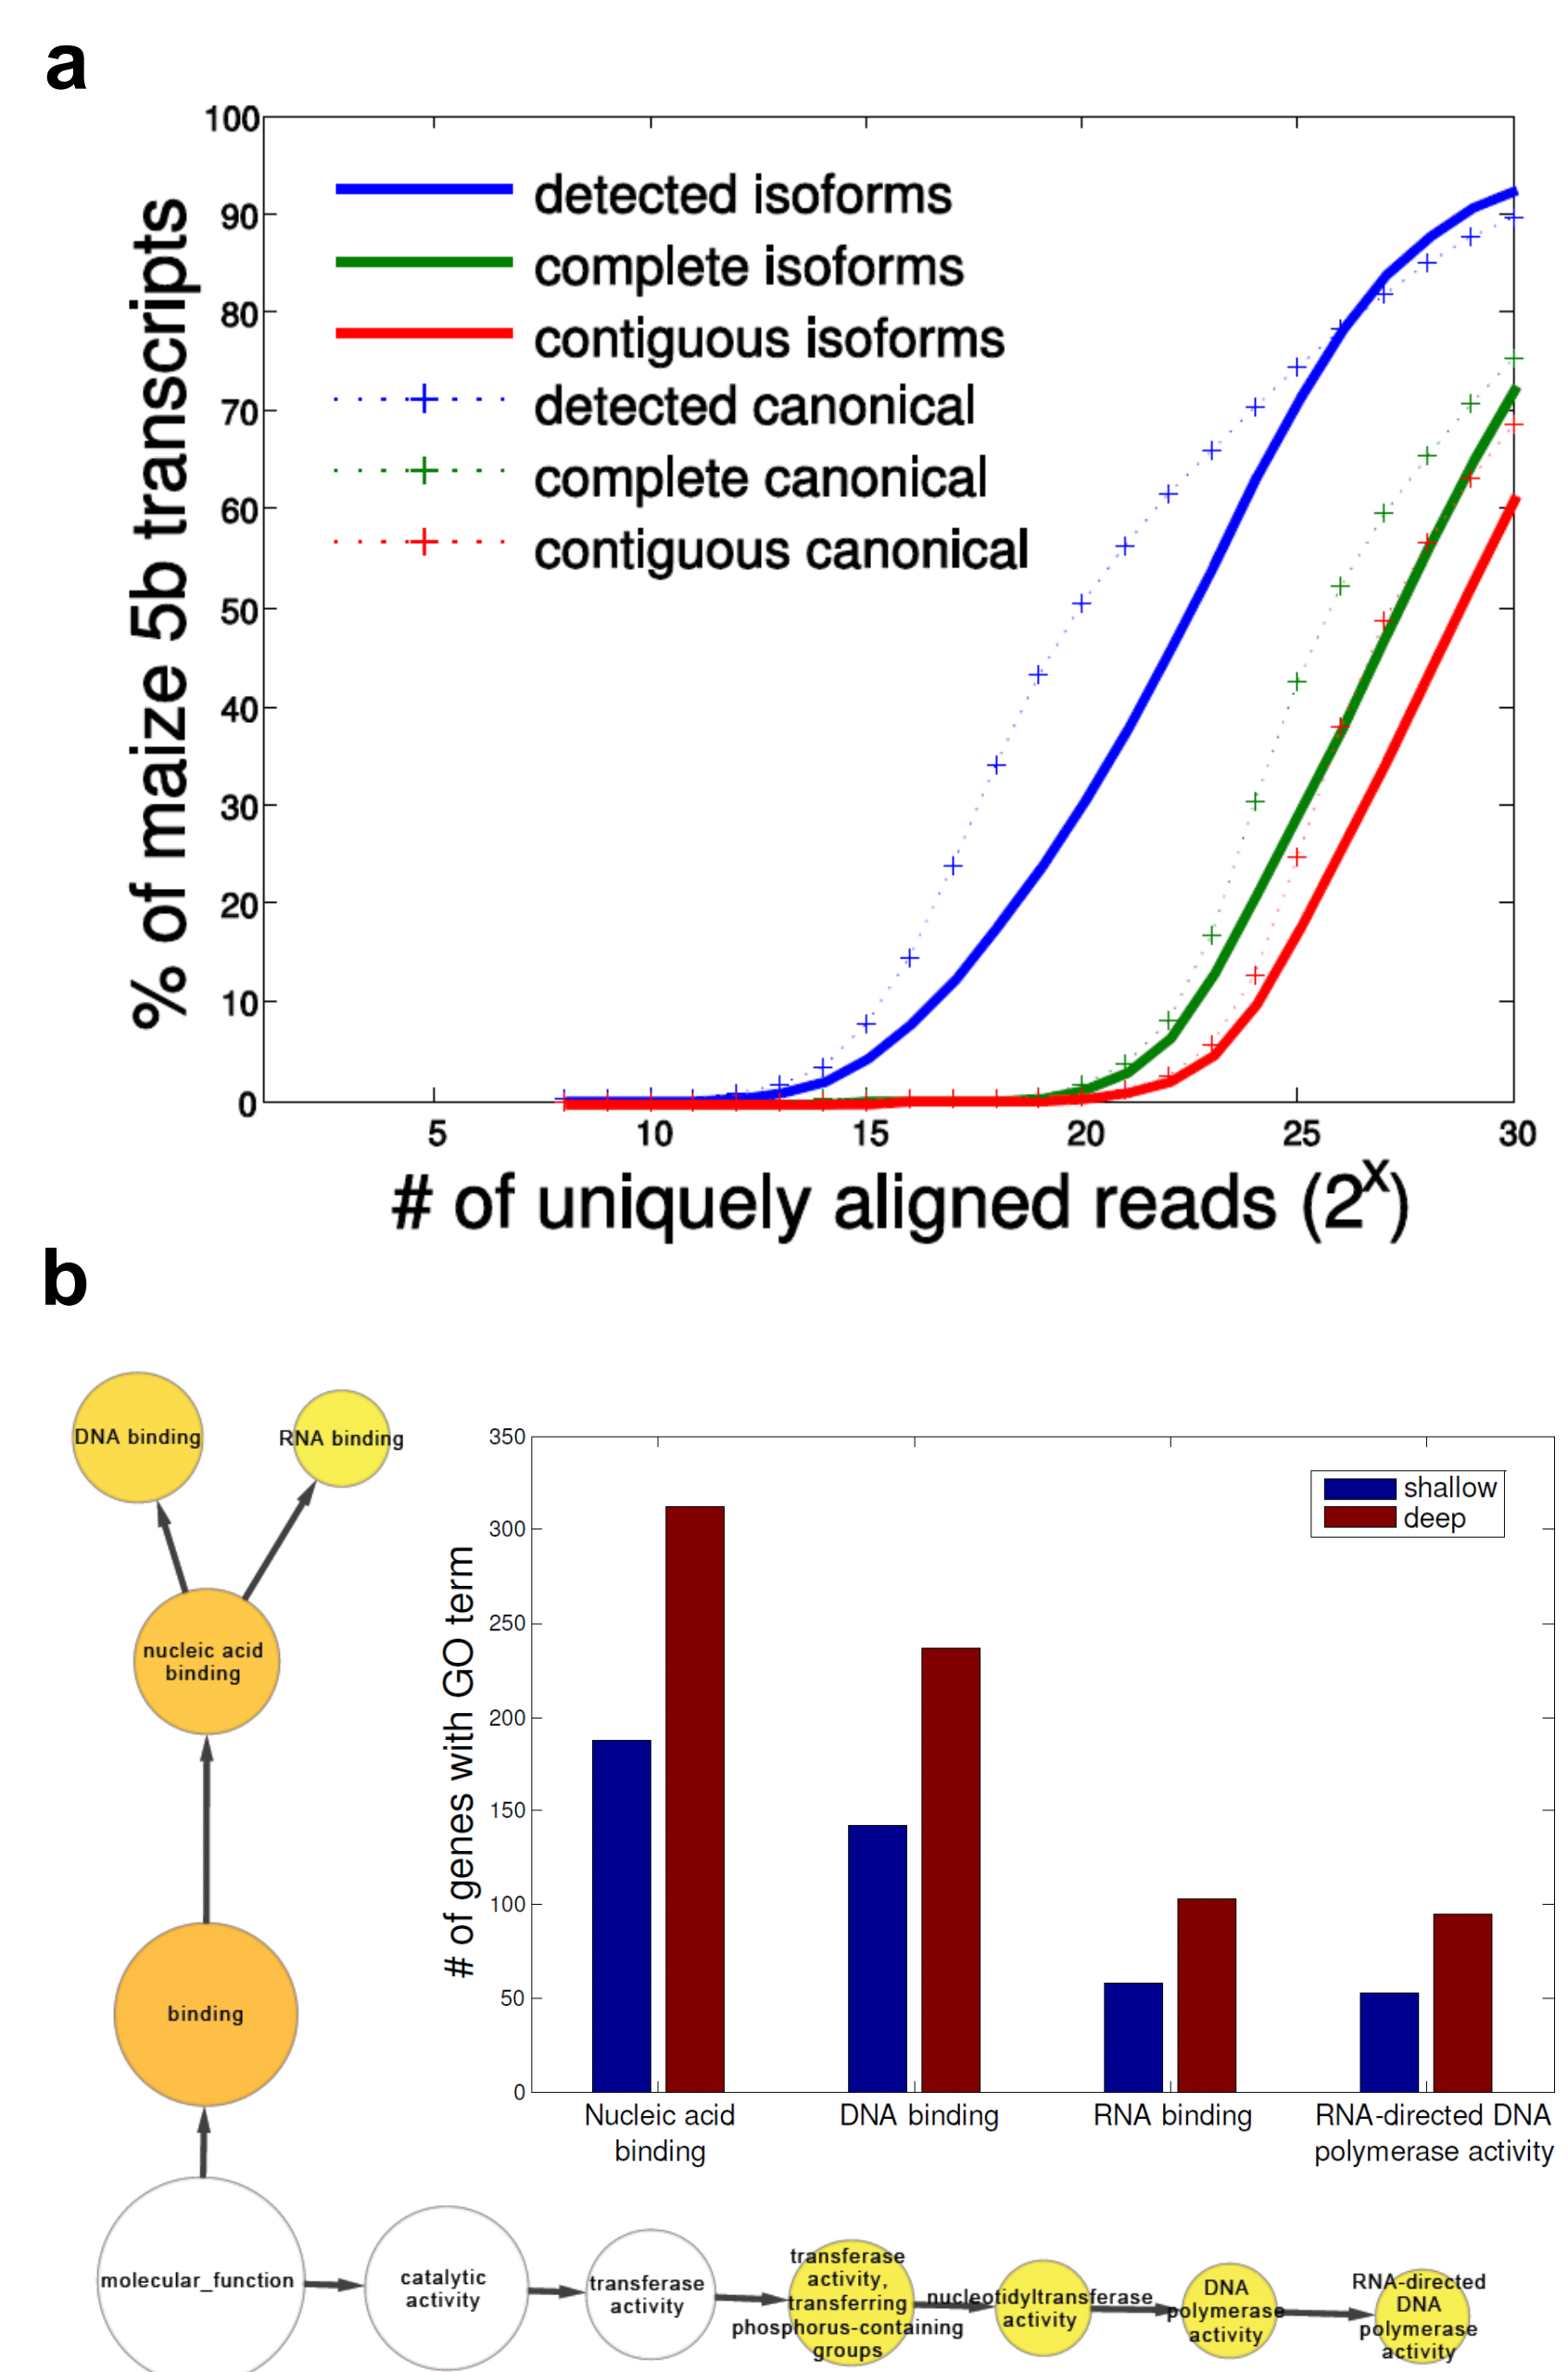 a
100
90
80
70
60
50
40
30
20
10
0
% of maize 5b transcripts
detected isoforms
complete isoforms
contiguous isoforms
detected canonical
complete canonical
contiguous canonical
5 10 15 20 25 30
# of uniquely aligned reads (2^x)
b
DNA binding
RNA binding
nucleic acid
binding
binding
molecular_function
catalytic
activity
transferase
activity
transferase
activity,
transferring
phosphorus-containing
groups
nucleotidyltransferase
activity
DNA
polymerase
activity
RNA-directed
DNA
polymerase
activity
350
300
250
200
150
100
50
0
# of genes with GO term
shallow
deep
Nucleic acid
binding
DNA binding
RNA binding
RNA-directed DNA
polymerase activity